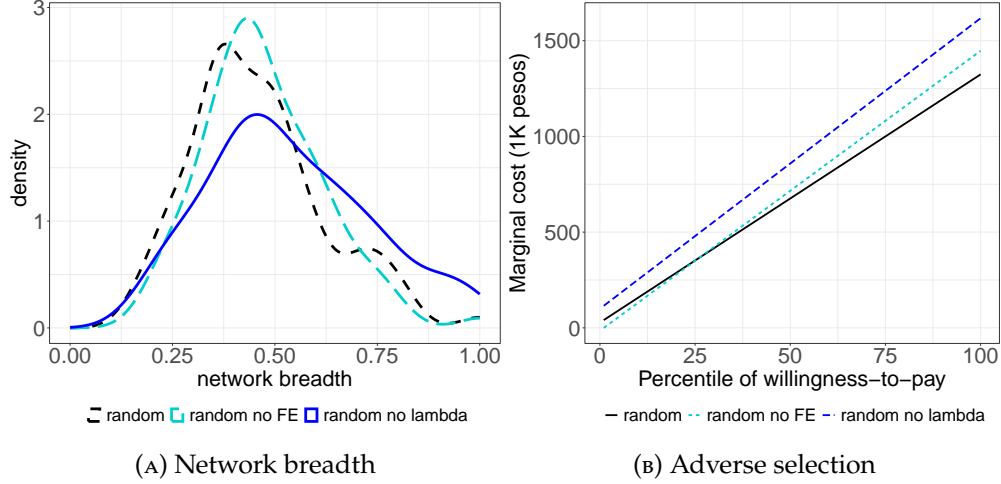 3
2
1
0
density
0.00 0.25 0.50 0.75 1.00
network breadth
random random no FE random no lambda
(A) Network breadth
1500
1000
500
0
Marginal cost (1K pesos)
0 25 50 75 100
Percentile of willingness−to−pay
random random no FE random no lambda
(B) Adverse selection